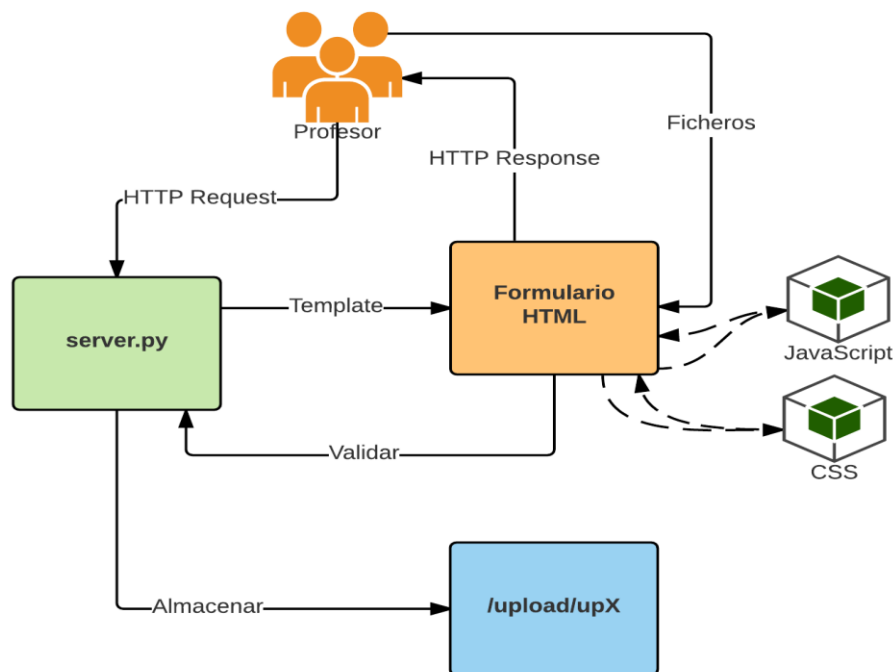 Profesor
Ficheros
HTTP Response
HTTP Request
Formulario
HTML
Template
server.py
JavaScript
Validar
CSS
Almacenar
/upload/upX